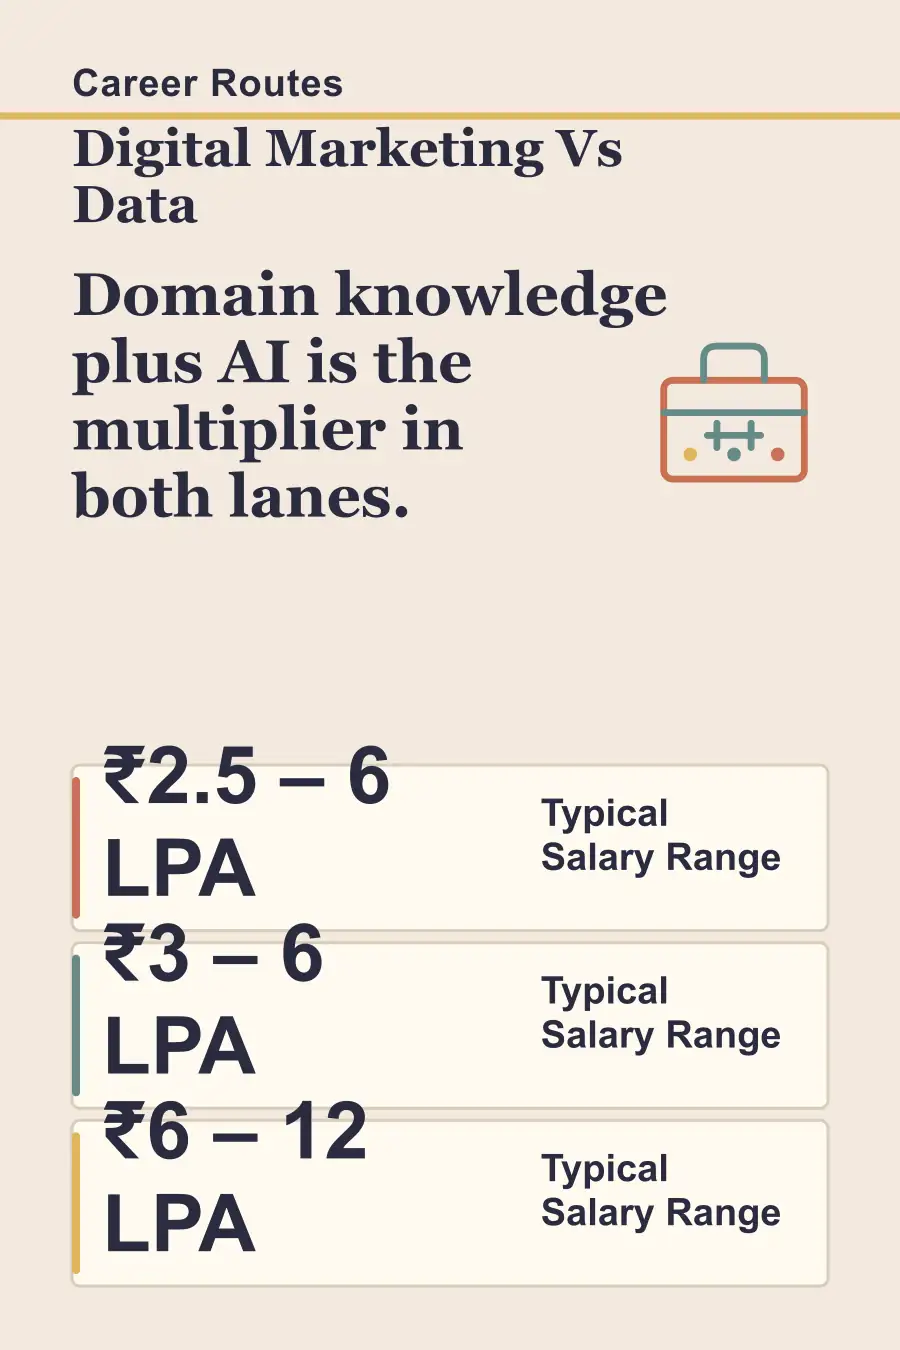 Career Routes
Digital Marketing Vs
Data
Domain knowledge
plus AI is the
multiplier in
both lanes.
₹2.5 – 6
LPA
Typical
Salary Range
₹3 – 6
LPA
Typical
Salary Range
₹6 – 12
LPA
Typical
Salary Range